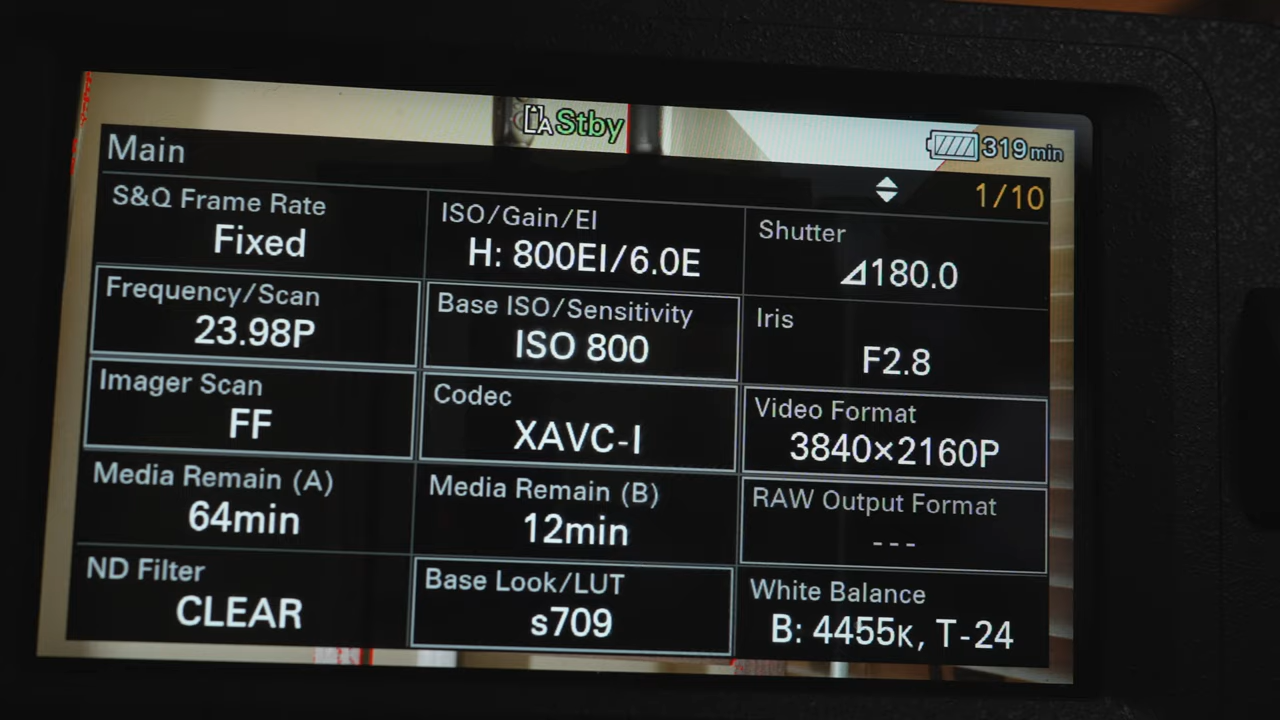 A Stby
319min
Main
1/10
S&Q Frame Rate
Fixed
ISO/Gain/EI
H: 800EI/6.0E
Shutter
⊿180.0
Frequency/Scan
23.98P
Base ISO/Sensitivity
ISO 800
Iris
F2.8
Imager Scan
FF
Codec
XAVC-I
Video Format
3840×2160P
Media Remain (A)
64min
Media Remain (B)
12min
RAW Output Format
---
ND Filter
CLEAR
Base Look/LUT
s709
White Balance
B: 4455K, T-24